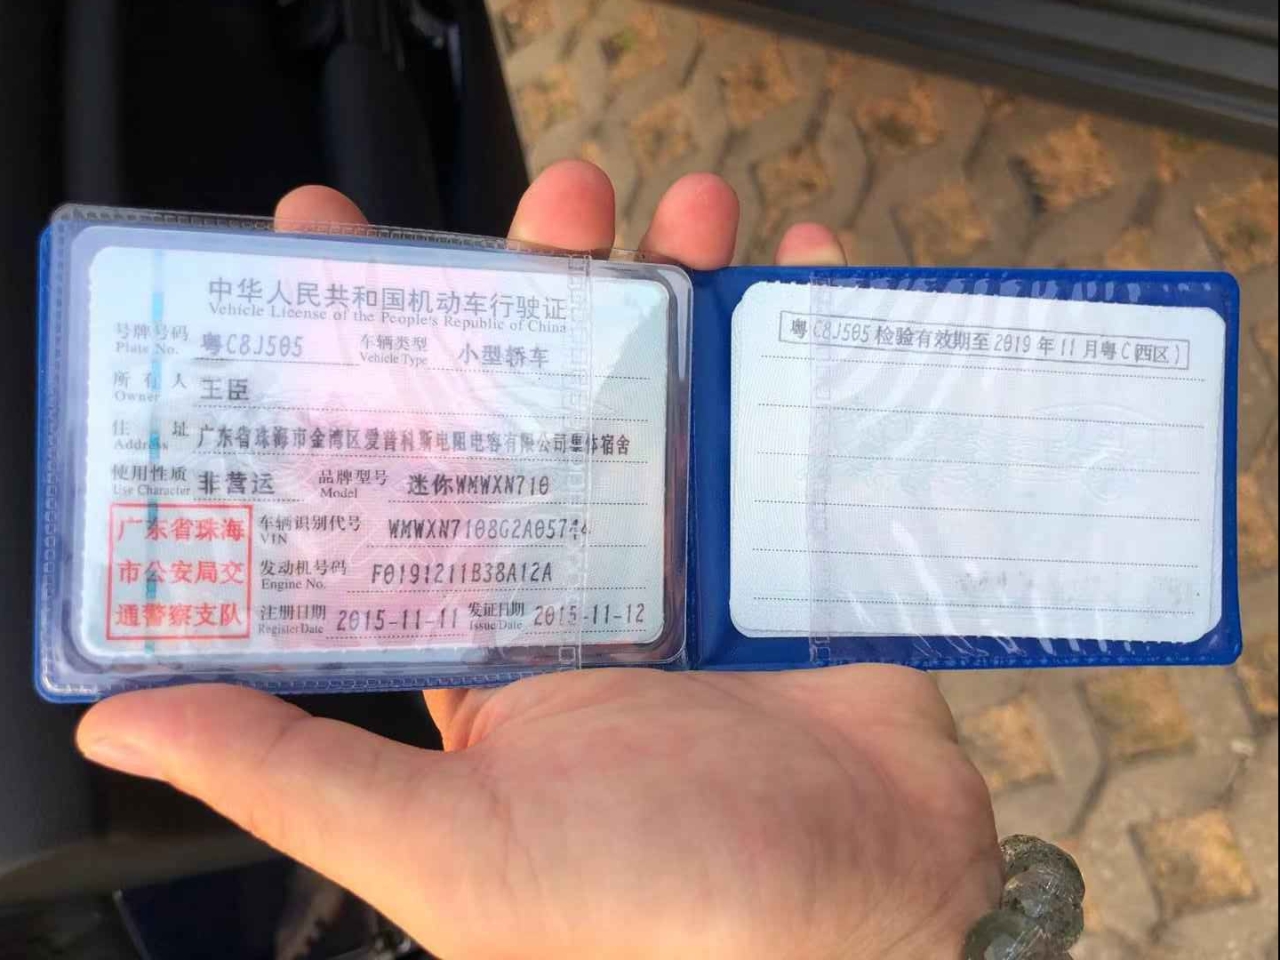 中华人民共和国机动车行驶证
Vehicle License of the People's Republic of China
号牌号码 粤C8J505 车辆类型 小型轿车
Plate No. Vehicle Type
所有人 王臣
Owner
住址 广东省珠海市金湾区爱普科斯电阻电容有限公司集体宿舍
Address
使用性质 非营运 品牌型号 迷你WMWXN710
Use Character Model
广东省珠海
市公安局交
通警察支队
车辆识别代号
VIN
发动机号码 F0191211B38A12A
Engine No.
注册日期 2015-11-11 发证日期 2015-11-12
Register Date Issue Date
粤C8J505检验有效期至2019年11月粤C(西区)